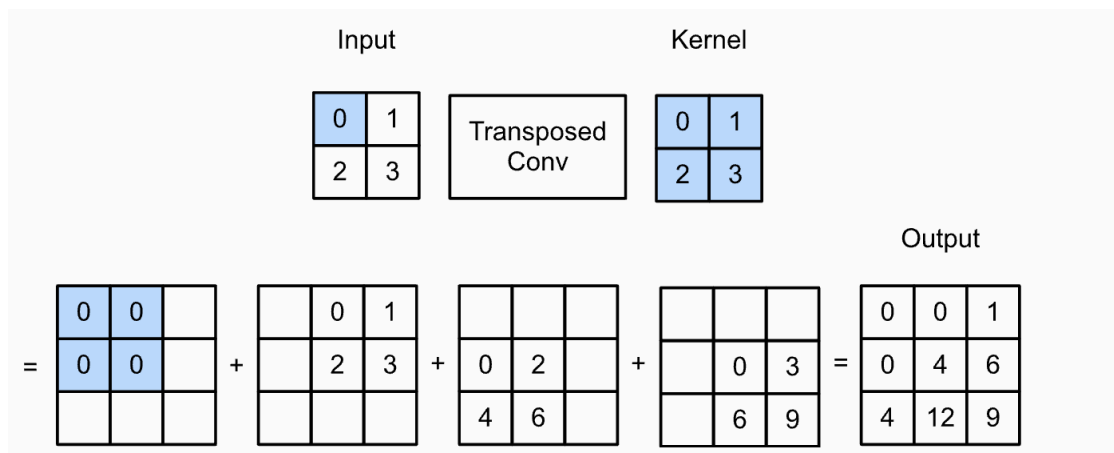 Input Kernel
0 1 Transposed 0 1
2 3 Conv 2 3
Output
0 0 0 1 0 0 1
= 0 0 + 2 3 + 0 2 + 0 3 = 0 4 6
4 6 6 9 4 12 9